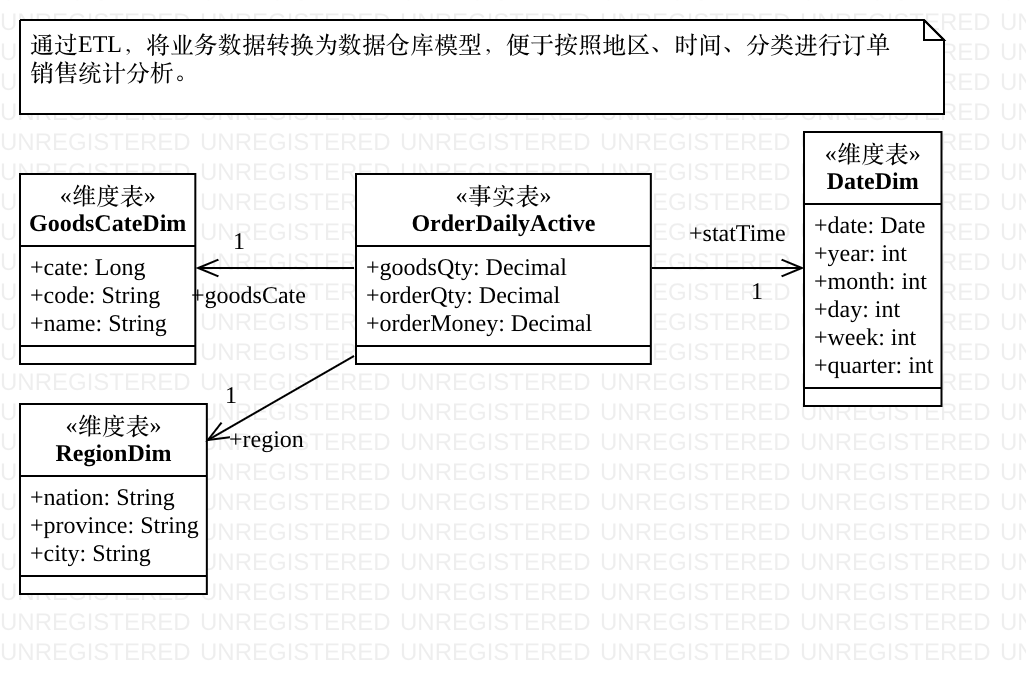 通过ETL，将业务数据转换为数据仓库模型，便于按照地区、时间、分类进行订单
销售统计分析。
«维度表»
GoodsCateDim
+cate: Long
+code: String
+name: String
1
+goodsCate
«事实表»
OrderDailyActive
+goodsQty: Decimal
+orderQty: Decimal
+orderMoney: Decimal
+statTime
1
«维度表»
DateDim
+date: Date
+year: int
+month: int
+day: int
+week: int
+quarter: int
1
+region
«维度表»
RegionDim
+nation: String
+province: String
+city: String
UNREGISTERED UNREGISTERED UNREGISTERED UNREGISTERED UNREGISTERED UN